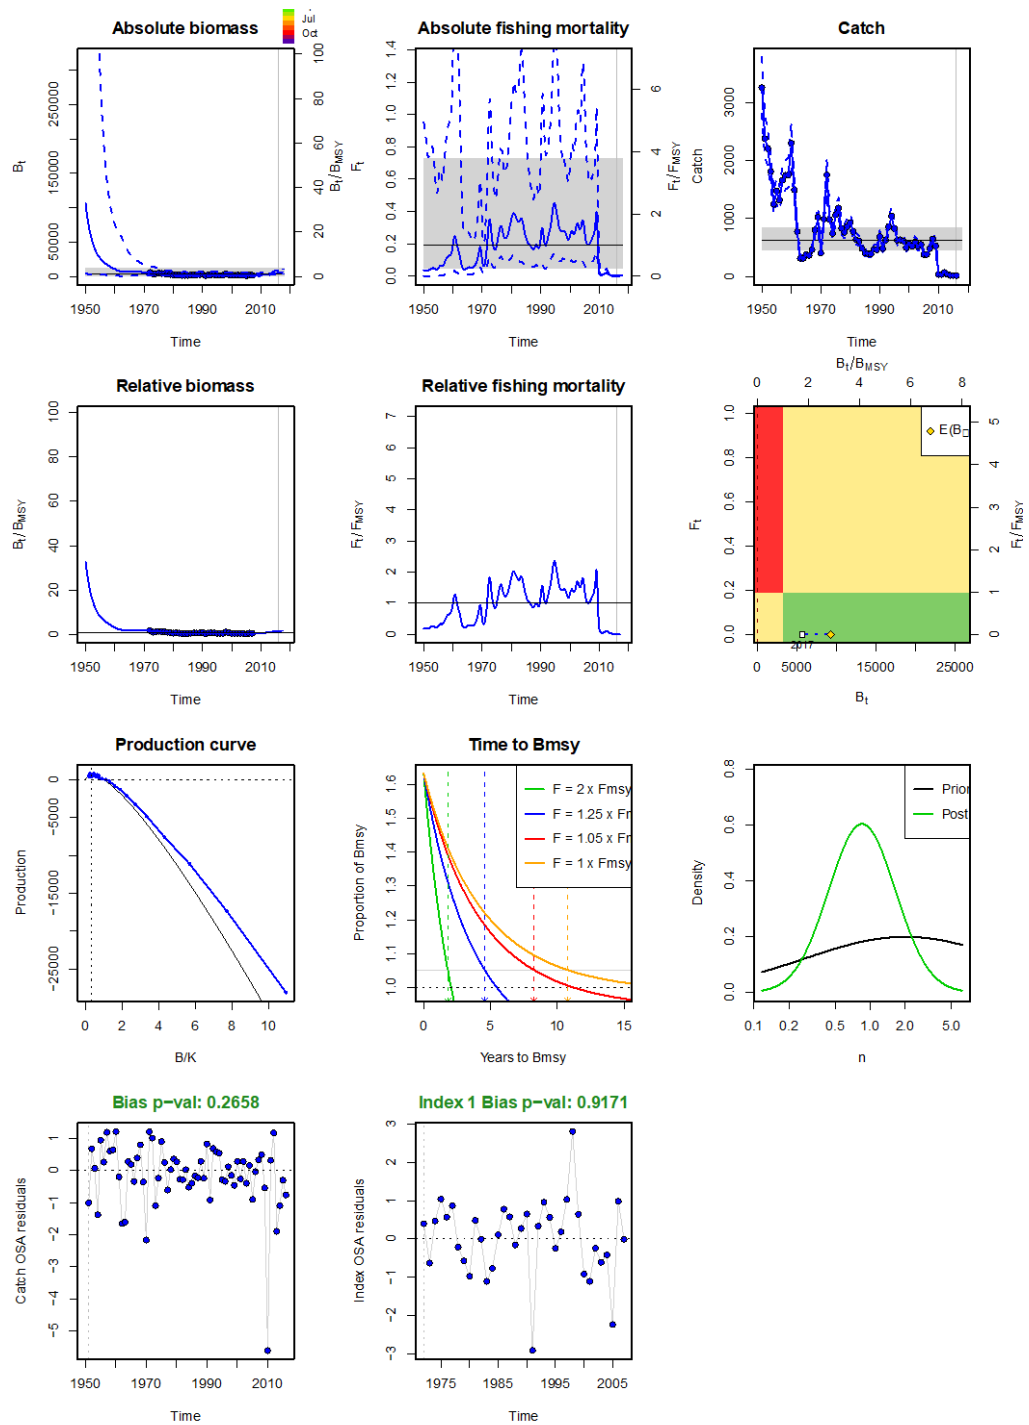 Absolute biomass
Jul
Oct
Absolute fishing mortality
Catch
250000
150000
50000
0
100
80
60
40
20
0
Bt
Bt/BMSY
1950 1970 1990 2010
Time
1.4
1.2
1.0
0.8
0.6
0.4
0.2
0.0
6
4
2
0
Ft
Ft/FMSY
1950 1970 1990 2010
Time
3000
2000
1000
0
Catch
1950 1970 1990 2010
Time
Relative biomass
100
80
60
40
20
0
Bt/BMSY
1950 1970 1990 2010
Time
Relative fishing mortality
7
6
5
4
3
2
1
0
Ft/FMSY
1950 1970 1990 2010
Time
Bt/BMSY
0 2 4 6 8
1.0
0.8
0.6
0.4
0.2
0.0
5
4
3
2
1
0
Ft
Ft/FMSY
E(B
2017
0 5000 15000 25000
Bt
Production curve
0
-5000
-15000
-25000
Production
0 2 4 6 8 10
B/K
Time to Bmsy
1.6
1.5
1.4
1.3
1.2
1.1
1.0
Proportion of Bmsy
F = 2 x Fmsy
F = 1.25 x Fr
F = 1.05 x Fr
F = 1 x Fmsy
0 5 10 15
Years to Bmsy
0.8
0.6
0.4
0.2
0.0
Density
Prior
Post
0.1 0.2 0.5 1.0 2.0 5.0
n
Bias p−val: 0.2658
1
0
-1
-2
-3
-4
-5
Catch OSA residuals
1950 1970 1990 2010
Time
Index 1 Bias p−val: 0.9171
3
2
1
0
-1
-2
-3
Index OSA residuals
1975 1985 1995 2005
Time